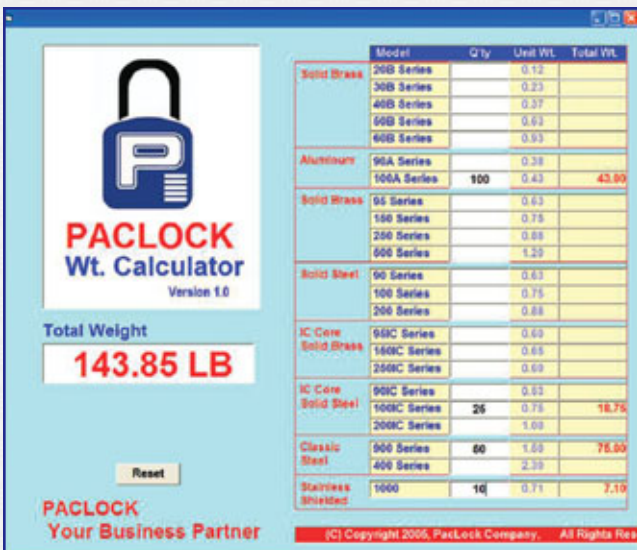 P
PACLOCK
Wt. Calculator
Version 1.0
Total Weight
143.85 LB
Reset
PACLOCK
Your Business Partner
Model Q'ty Unit Wt. Total Wt.
Solid Brass 20B Series 0.12
30B Series 0.23
40B Series 0.37
50B Series 0.63
60B Series 0.93
Aluminum 90A Series 0.38
100A Series 100 0.43 43.00
Solid Brass 95 Series 0.63
150 Series 0.75
250 Series 0.88
500 Series 1.20
Solid Steel 90 Series 0.63
100 Series 0.75
200 Series 0.88
IC Core 95IC Series 0.60
Solid Brass 150IC Series 0.65
250IC Series
IC Core 90IC Series
Solid Steel 100IC Series 25 0.75 18.75
200IC Series 1.00
Classic 900 Series 50 1.50 75.00
Steel 400 Series
Stainless 1000 10 0.71 7.10
Shielded
(C) Copyright 2005, PacLock Company, All Rights Res